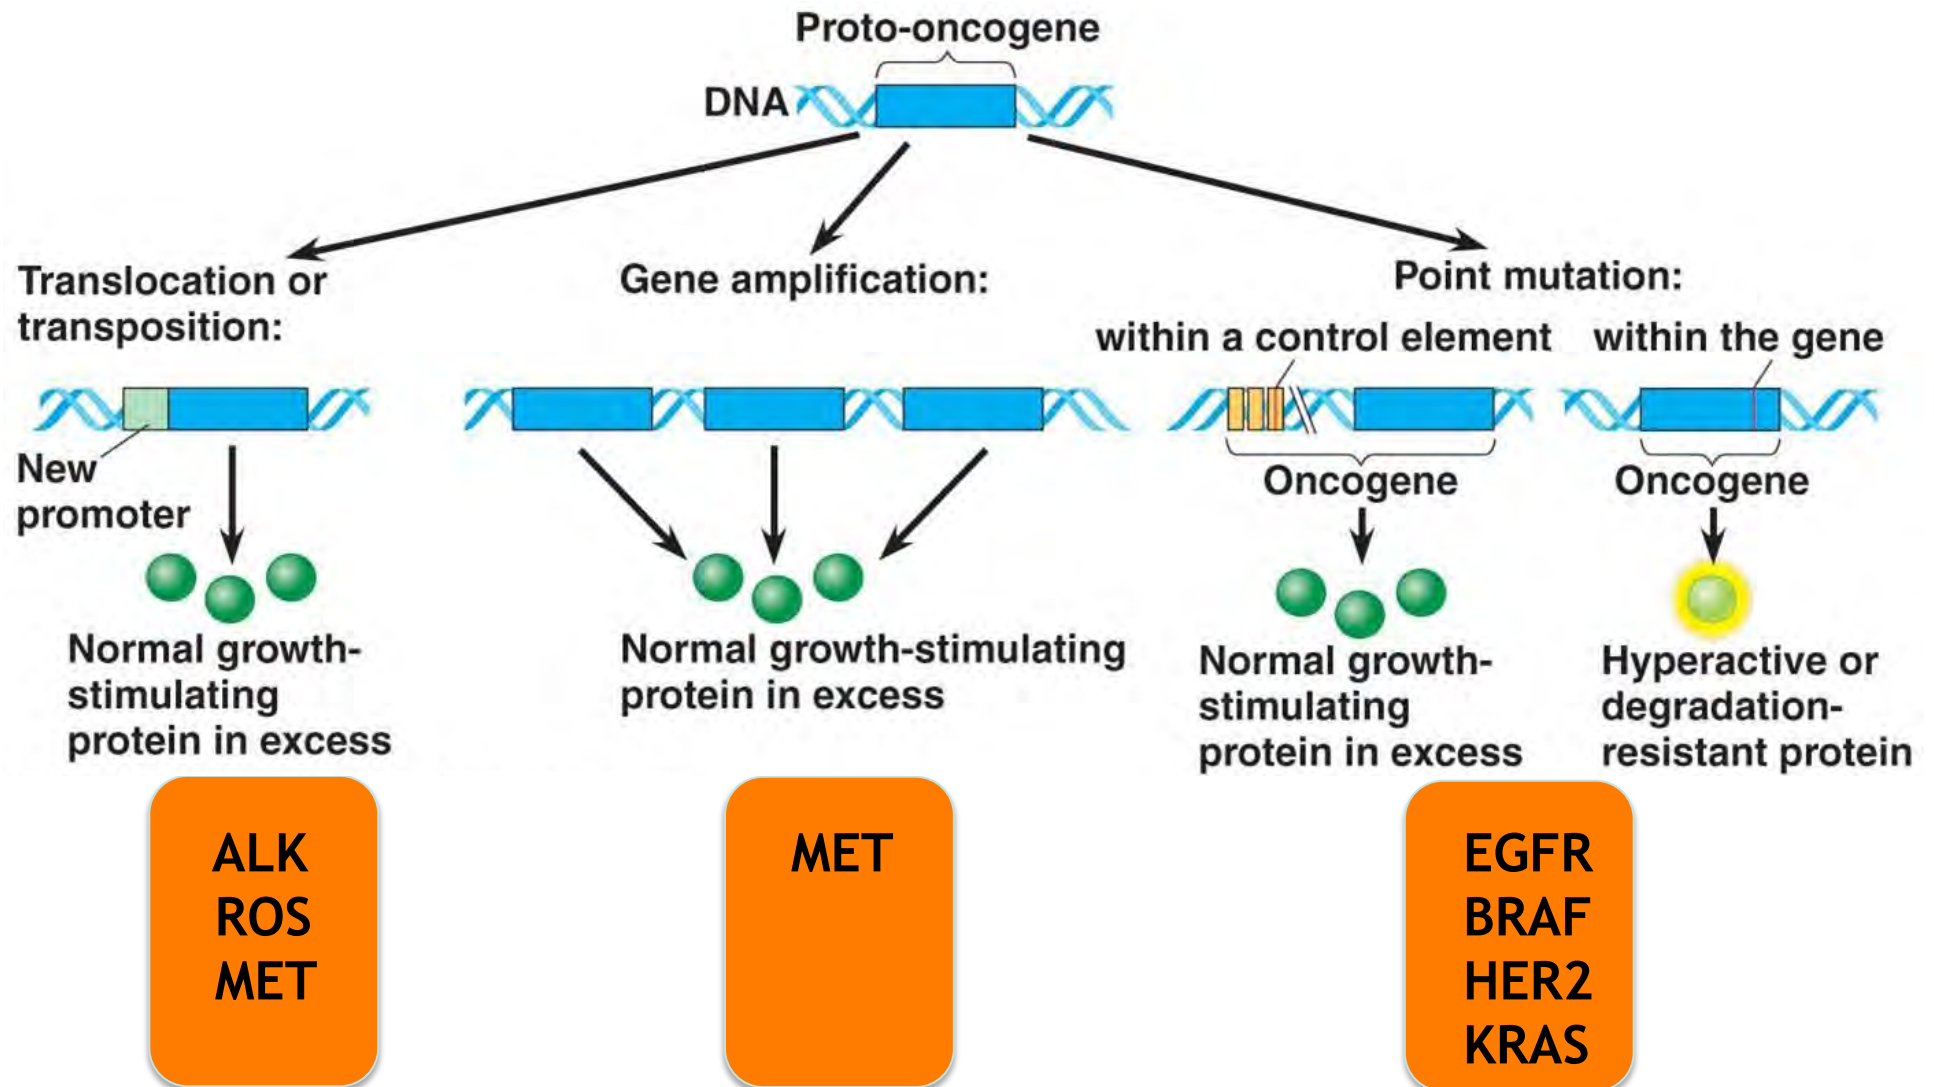 Proto-oncogene
DNA
Translocation or
transposition:
New
promoter
Normal growth-
stimulating
protein in excess
ALK
ROS
MET
Gene amplification:
Normal growth-stimulating
protein in excess
MET
Point mutation:
within a control element
Oncogene
Normal growth-
stimulating
protein in excess
within the gene
Oncogene
Hyperactive or
degradation-
resistant protein
EGFR
BRAF
HER2
KRAS